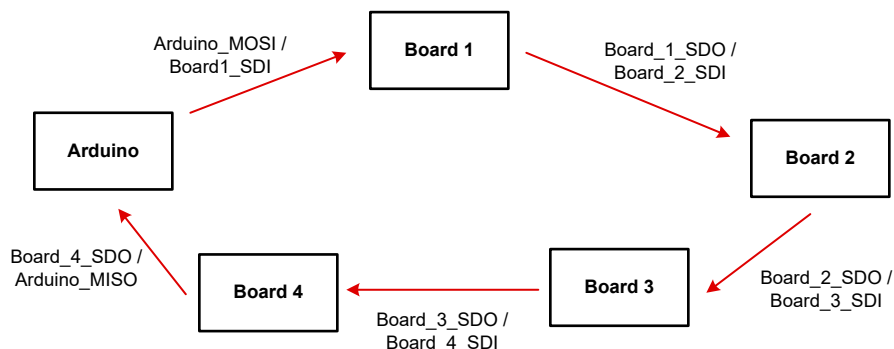 Arduino_MOSI /
Board1_SDI
Board 1
Board_1_SDO /
Board_2_SDI
Arduino
Board 2
Board_4_SDO /
Arduino_MISO
Board 4
Board_3_SDO /
Board_4_SDI
Board 3
Board_2_SDO /
Board_3_SDI